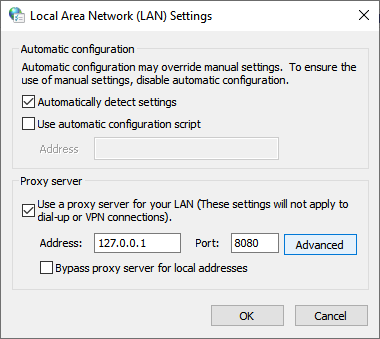 Local Area Network (LAN) Settings
Automatic configuration
Automatic configuration may override manual settings. To ensure the
use of manual settings, disable automatic configuration.
Automatically detect settings
Use automatic configuration script
Address
Proxy server
Use a proxy server for your LAN (These settings will not apply to
dial-up or VPN connections).
Address: 127.0.0.1 Port: 8080 Advanced
Bypass proxy server for local addresses
OK Cancel